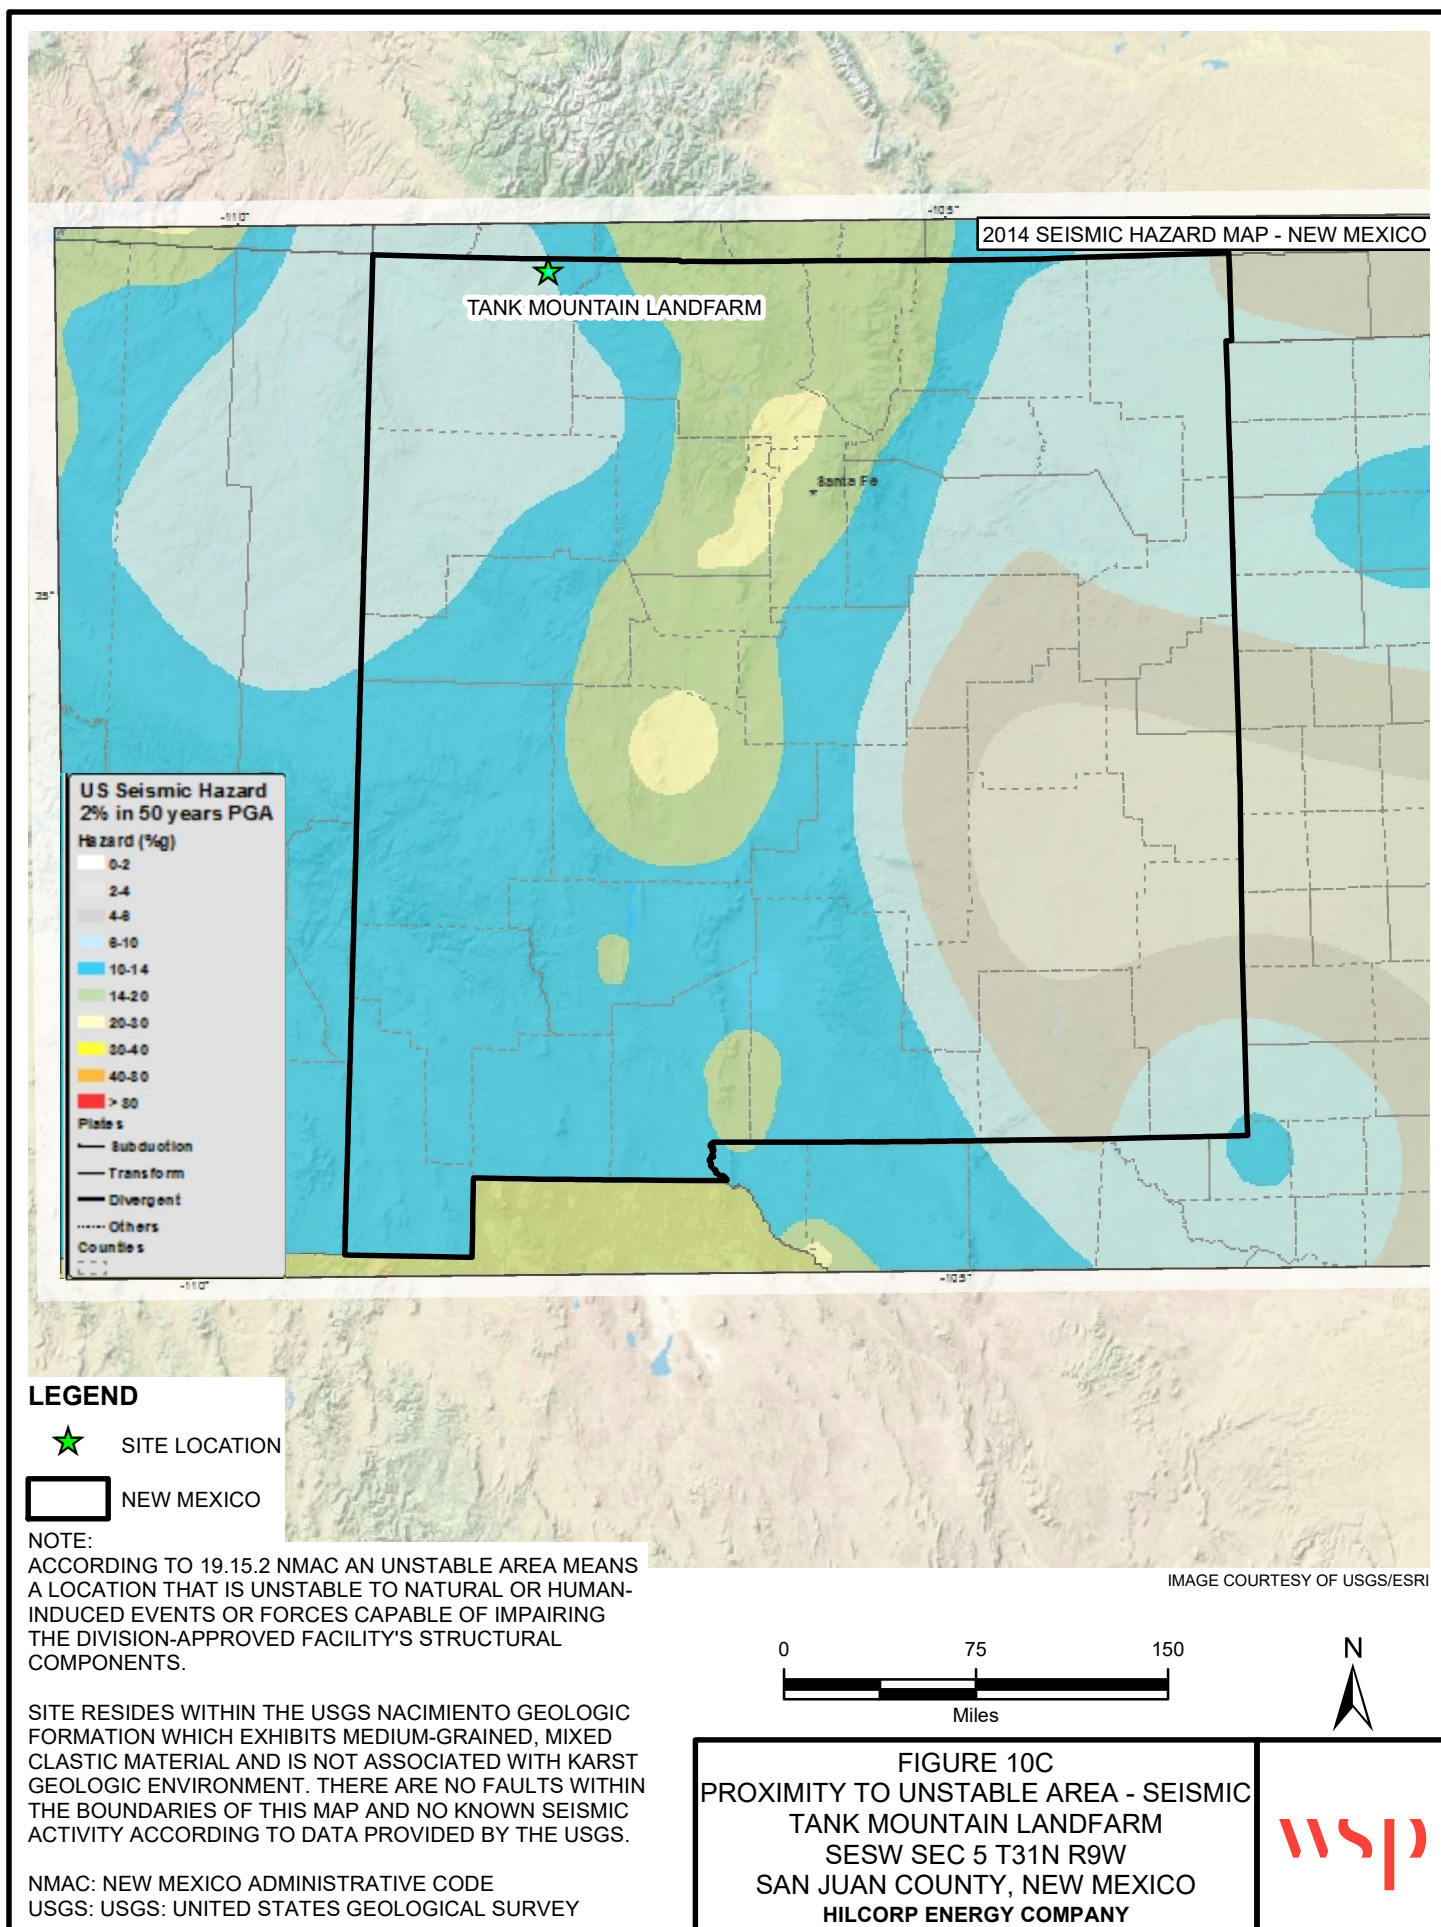 -110°
-105°
2014 SEISMIC HAZARD MAP - NEW MEXICO
TANK MOUNTAIN LANDFARM
Santa Fe
35°
US Seismic Hazard
2% in 50 years PGA
Hazard (%g)
0-2
2-4
4-6
6-10
10-14
14-20
20-30
30-40
40-80
> 80
Plates
Subduction
Transform
Divergent
Others
Counties
-110°
-105°
LEGEND
SITE LOCATION
NEW MEXICO
NOTE:
ACCORDING TO 19.15.2 NMAC AN UNSTABLE AREA MEANS
A LOCATION THAT IS UNSTABLE TO NATURAL OR HUMAN-
INDUCED EVENTS OR FORCES CAPABLE OF IMPAIRING
THE DIVISION-APPROVED FACILITY'S STRUCTURAL
COMPONENTS.
SITE RESIDES WITHIN THE USGS NACIMIENTO GEOLOGIC
FORMATION WHICH EXHIBITS MEDIUM-GRAINED, MIXED
CLASTIC MATERIAL AND IS NOT ASSOCIATED WITH KARST
GEOLOGIC ENVIRONMENT. THERE ARE NO FAULTS WITHIN
THE BOUNDARIES OF THIS MAP AND NO KNOWN SEISMIC
ACTIVITY ACCORDING TO DATA PROVIDED BY THE USGS.
NMAC: NEW MEXICO ADMINISTRATIVE CODE
USGS: USGS: UNITED STATES GEOLOGICAL SURVEY
IMAGE COURTESY OF USGS/ESRI
0 75 150
Miles
N
FIGURE 10C
PROXIMITY TO UNSTABLE AREA - SEISMIC
TANK MOUNTAIN LANDFARM
SESW SEC 5 T31N R9W
SAN JUAN COUNTY, NEW MEXICO
HILCORP ENERGY COMPANY
wsp